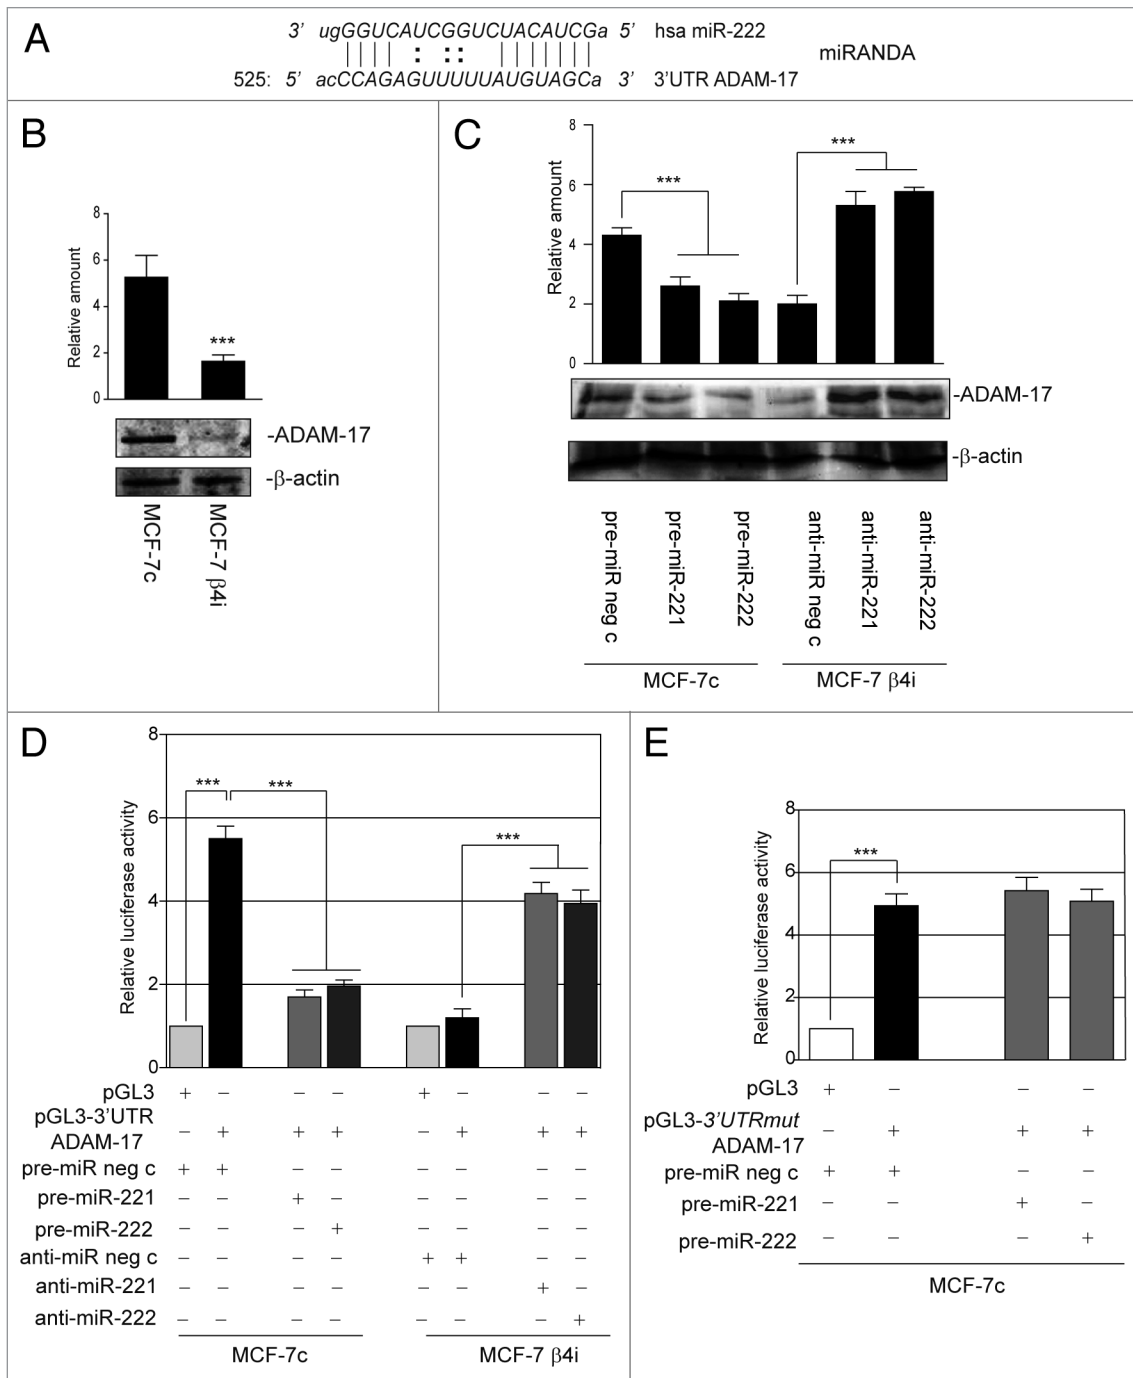 A
3' ugGGUCAUCGGUCUACAUCGa 5' hsa miR-222
miRANDA
525: 5' acCCAGAGUUUUUAUGUAGCa 3' 3'UTR ADAM-17
B
Relative amount
8
6
4
2
0
***
-ADAM-17
-β-actin
MCF-7c
MCF-7 β4i
C
Relative amount
8
6
4
2
0
***
***
-ADAM-17
-β-actin
pre-miR neg c
pre-miR-221
pre-miR-222
anti-miR neg c
anti-miR-221
anti-miR-222
MCF-7c
MCF-7 β4i
D
Relative luciferase activity
8
6
4
2
0
***
***
***
pGL3 + − − − + − − −
pGL3-3'UTR
ADAM-17 − + + + − + + +
pre-miR neg c + + − − − − − −
pre-miR-221 − − + − − − − −
pre-miR-222 − − − + − − − −
anti-miR neg c − − − − + + − −
anti-miR-221 − − − − − − + −
anti-miR-222 − − − − − − − +
MCF-7c
MCF-7 β4i
E
Relative luciferase activity
8
6
4
2
0
***
pGL3 + − − −
pGL3-3'UTRmut
ADAM-17 − + + +
pre-miR neg c + + − −
pre-miR-221 − − + −
pre-miR-222 − − − +
MCF-7c